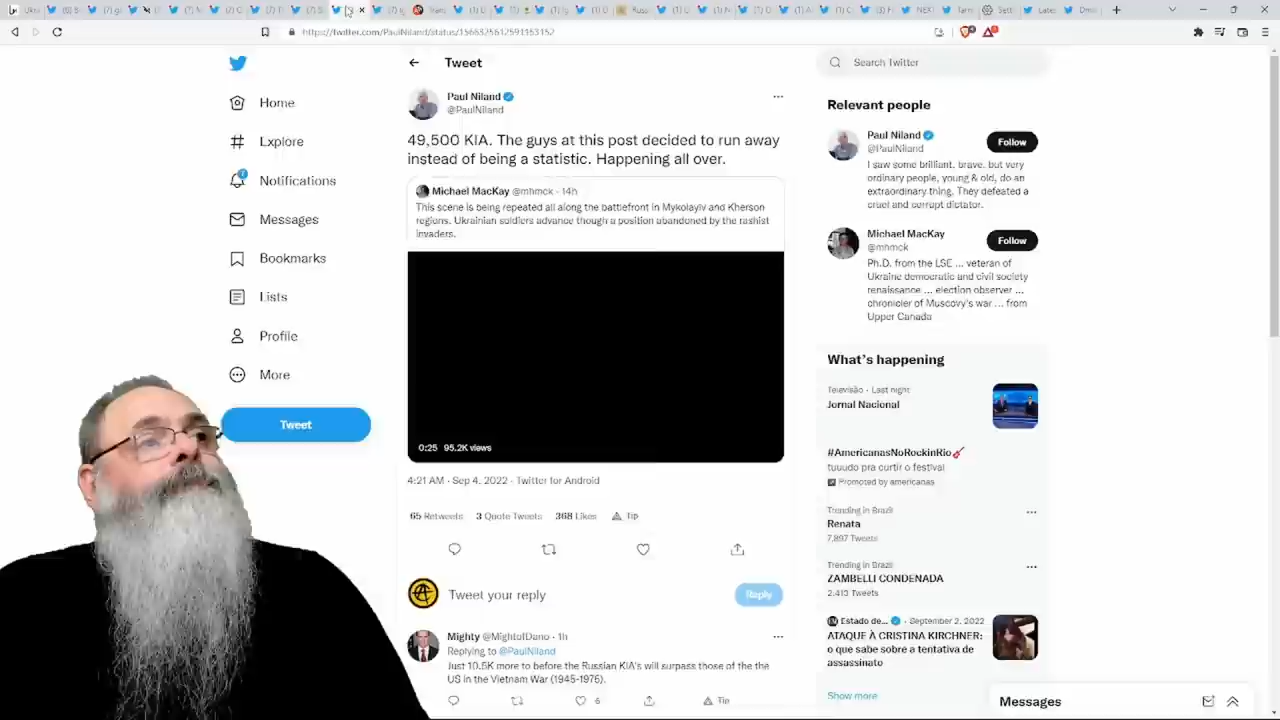 https://twitter.com/PaulNiland/status/1566325612591163152
Home
Explore
Notifications
Messages
Bookmarks
Lists
Profile
More
Tweet
Tweet
Paul Niland
@PaulNiland
49,500 KIA. The guys at this post decided to run away
instead of being a statistic. Happening all over.
Michael MacKay @mhmck · 14h
This scene is being repeated all along the battlefront in Mykolayiv and Kherson
regions. Ukrainian soldiers advance though a position abandoned by the rashist
invaders.
0:25 95.2K views
4:21 AM · Sep 4, 2022 · Twitter for Android
65 Retweets 3 Quote Tweets 368 Likes Tip
Tweet your reply
Reply
Mighty @MightofDano · 1h
Replying to @PaulNiland
Just 10.5K more to before the Russian KIA's will surpass those of the the
US in the Vietnam War (1945-1975).
6 Tip
Search Twitter
Relevant people
Paul Niland
@PaulNiland
Follow
I saw some brilliant, brave, but very
ordinary people, young & old, do an
extraordinary thing. They defeated a
cruel and corrupt dictator.
Michael MacKay
@mhmck
Follow
Ph.D. from the LSE ... veteran of
Ukraine democratic and civil society
renaissance ... election observer ...
chronicler of Muscovy's war ... from
Upper Canada
What's happening
Televisão · Last night
Jornal Nacional
#AmericanasNoRockinRio
tuuudo pra curtir o festival
Promoted by americanas
Trending in Brazil
Renata
7,897 Tweets
Trending in Brazil
ZAMBELLI CONDENADA
2,413 Tweets
Estado de... · September 2, 2022
ATAQUE À CRISTINA KIRCHNER:
o que sabe sobre a tentativa de
assassinato
Show more
Messages